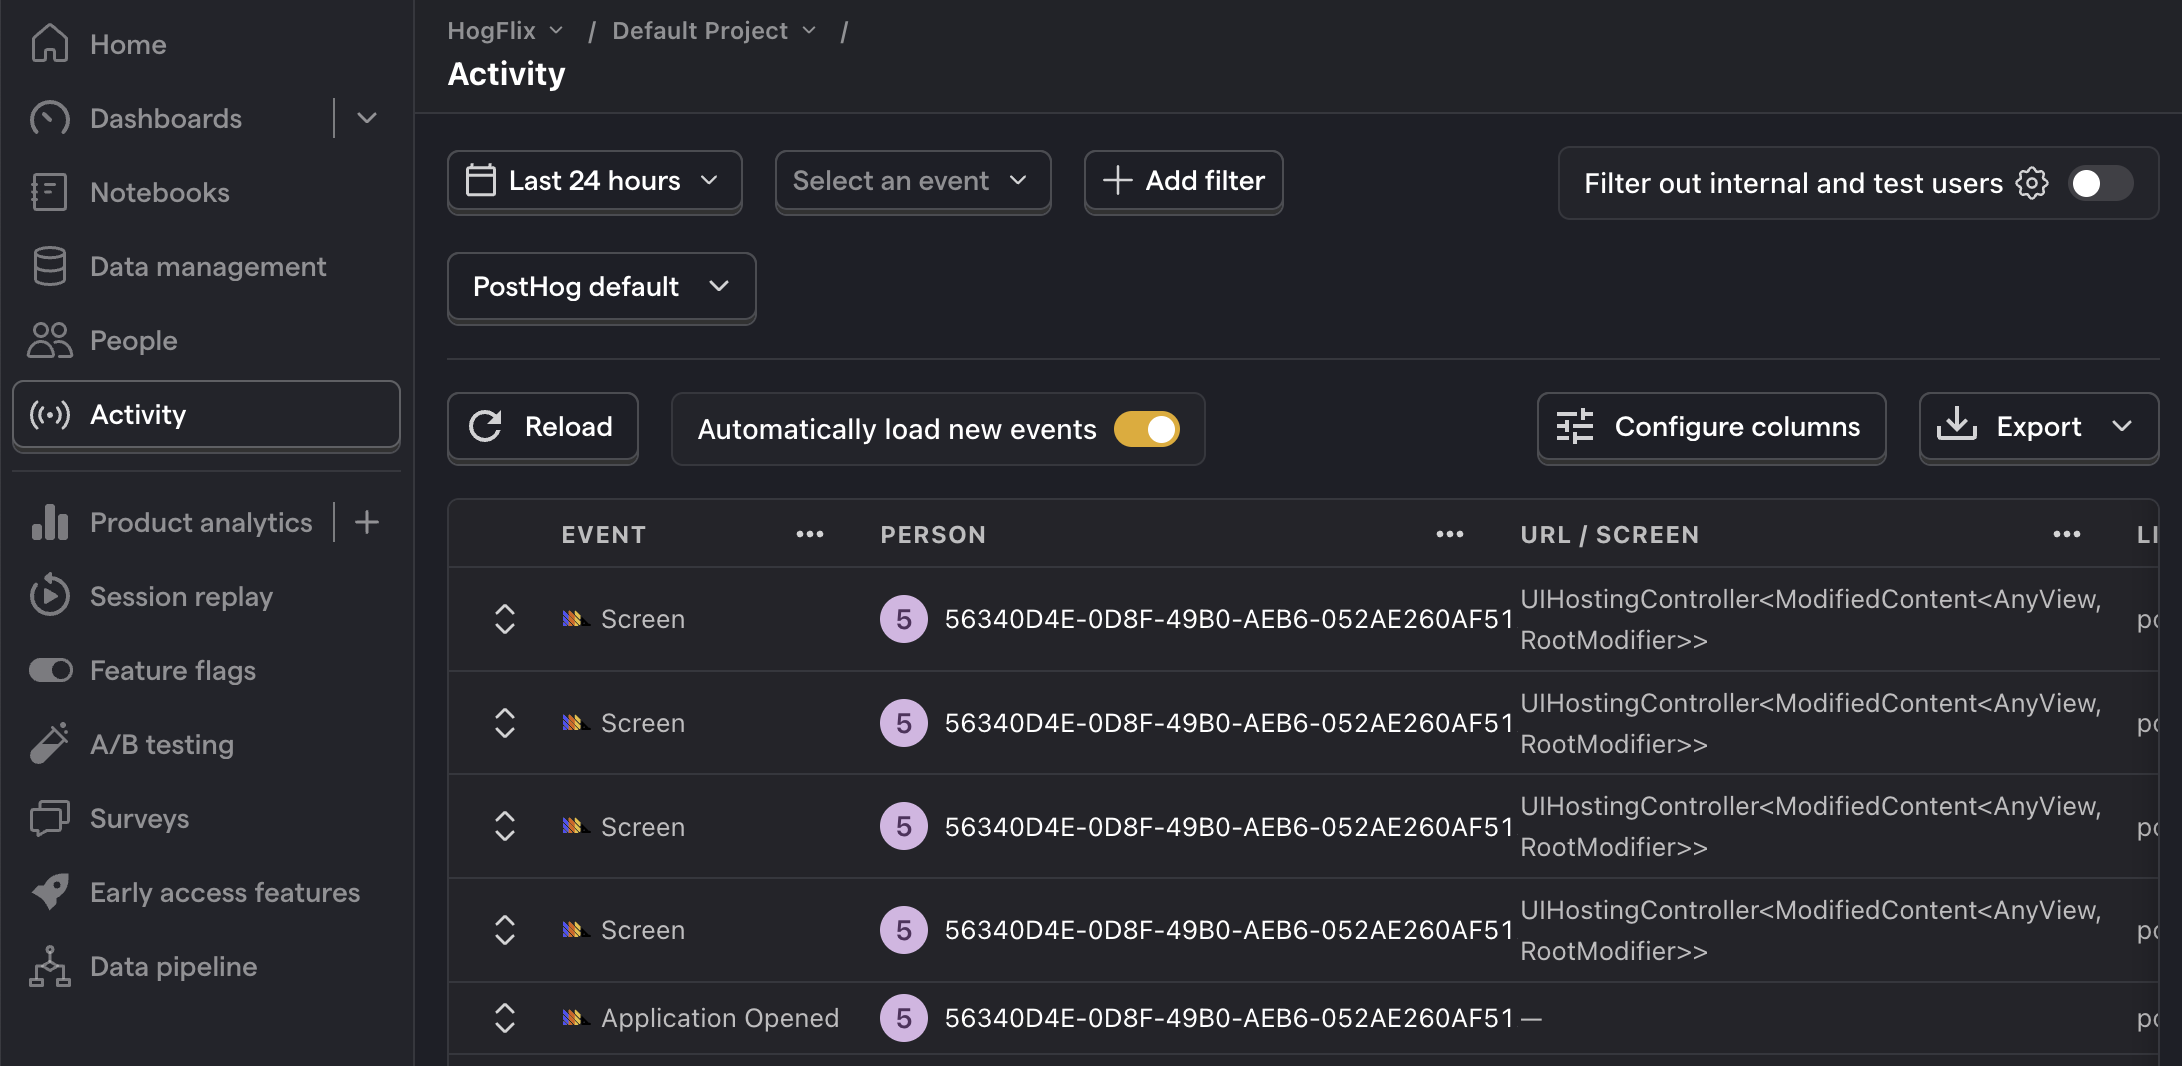 Home
Dashboards
Notebooks
Data management
People
Activity
Product analytics
Session replay
Feature flags
A/B testing
Surveys
Early access features
Data pipeline
HogFlix / Default Project /
Activity
Last 24 hours Select an event Add filter Filter out internal and test users
PostHog default
Reload Automatically load new events Configure columns Export
EVENT PERSON URL / SCREEN LI
Screen 5 56340D4E-0D8F-49B0-AEB6-052AE260AF51 UIHostingController<ModifiedContent<AnyView,
RootModifier>>
Screen 5 56340D4E-0D8F-49B0-AEB6-052AE260AF51 UIHostingController<ModifiedContent<AnyView,
RootModifier>>
Screen 5 56340D4E-0D8F-49B0-AEB6-052AE260AF51 UIHostingController<ModifiedContent<AnyView,
RootModifier>>
Screen 5 56340D4E-0D8F-49B0-AEB6-052AE260AF51 UIHostingController<ModifiedContent<AnyView,
RootModifier>>
Application Opened 5 56340D4E-0D8F-49B0-AEB6-052AE260AF51 —